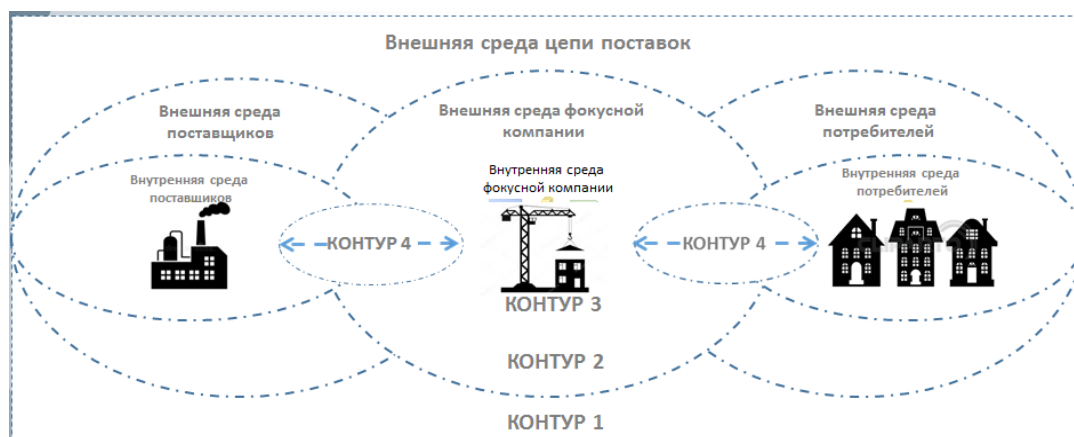 Внешняя среда цепи поставок
Внешняя среда
поставщиков
Внешняя среда фокусной
компании
Внешняя среда
потребителей
Внутренняя среда
поставщиков
Внутренняя среда
фокусной компании
Внутренняя среда
потребителей
КОНТУР 4
КОНТУР 4
КОНТУР 3
КОНТУР 2
КОНТУР 1